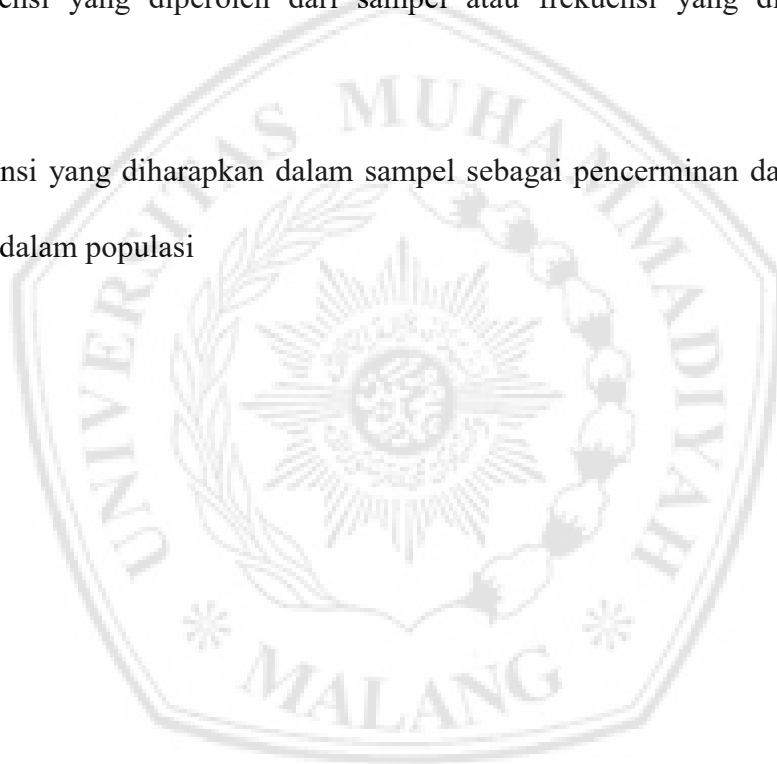 ensi yang diperoleh dari sampel atau frekuensi yang di
nsi yang diharapkan dalam sampel sebagai pencerminan da
dalam populasi
UNIVERSITAS MUHAMMADIYAH
MALANG